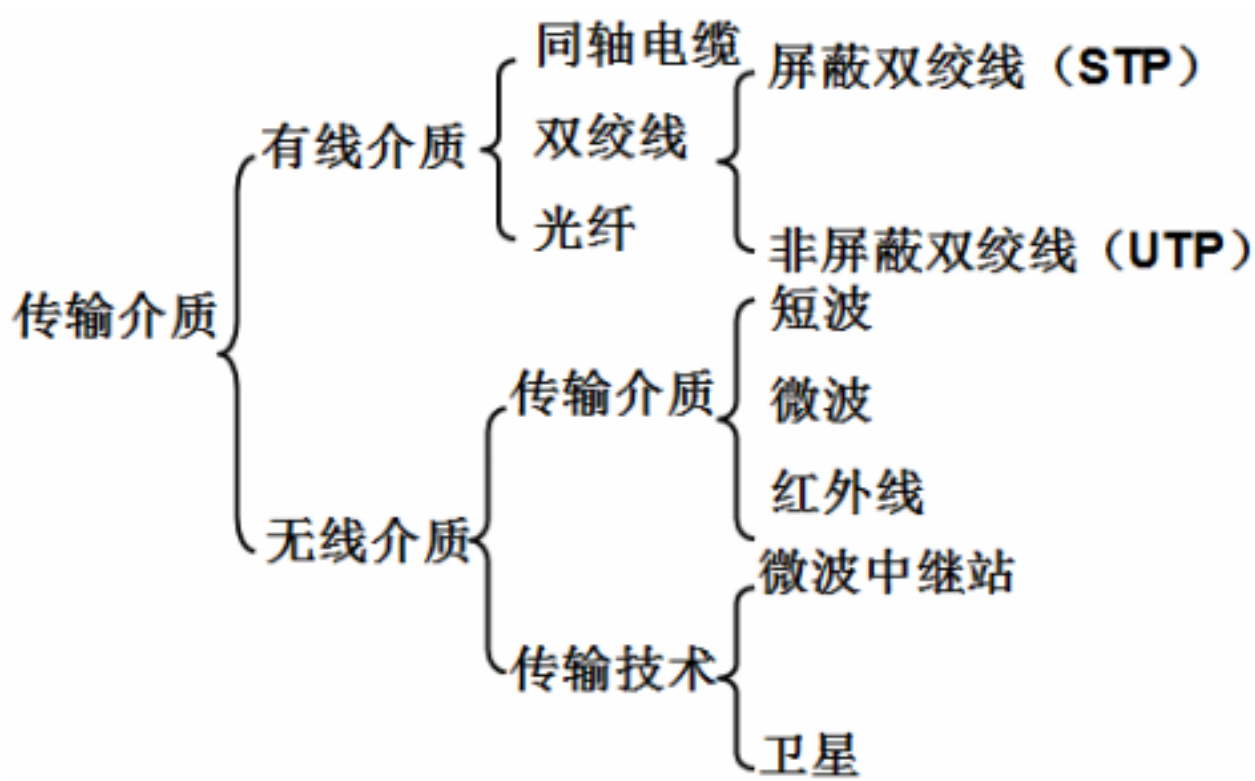 传输介质
有线介质
同轴电缆
双绞线
屏蔽双绞线（STP）
非屏蔽双绞线（UTP）
光纤
无线介质
传输介质
短波
微波
红外线
传输技术
微波中继站
卫星